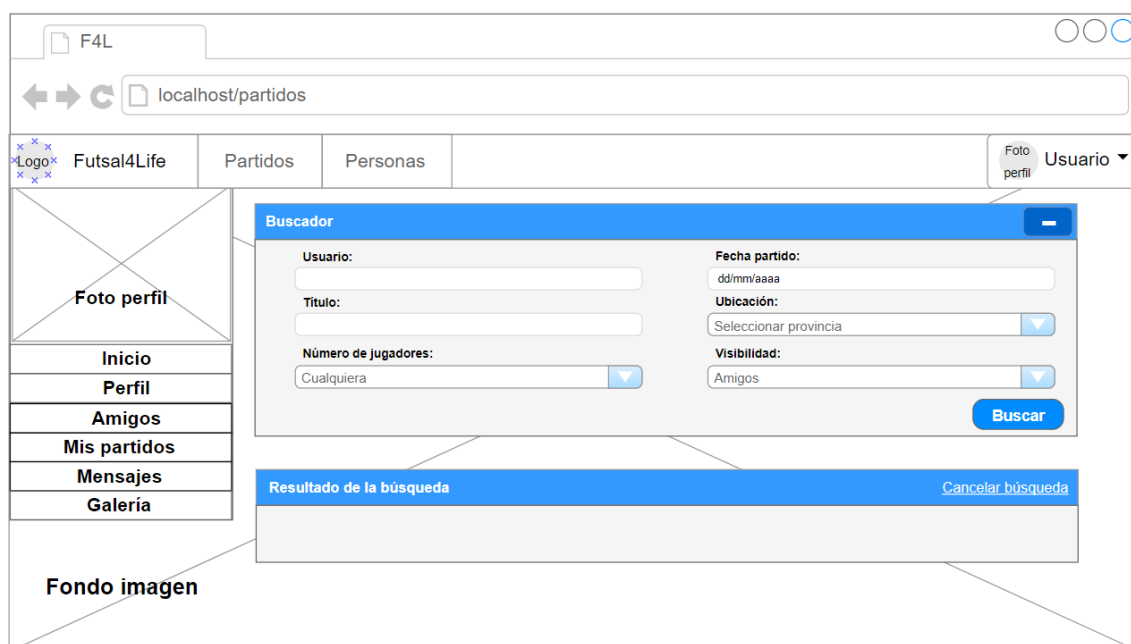 F4L
localhost/partidos
Logo Futsal4Life Partidos Personas Foto perfil Usuario
Foto perfil
Inicio
Perfil
Amigos
Mis partidos
Mensajes
Galería
Buscador
Usuario: Fecha partido:
dd/mm/aaaa
Título: Ubicación:
Seleccionar provincia
Número de jugadores: Visibilidad:
Cualquiera Amigos
Buscar
Resultado de la búsqueda Cancelar búsqueda
Fondo imagen